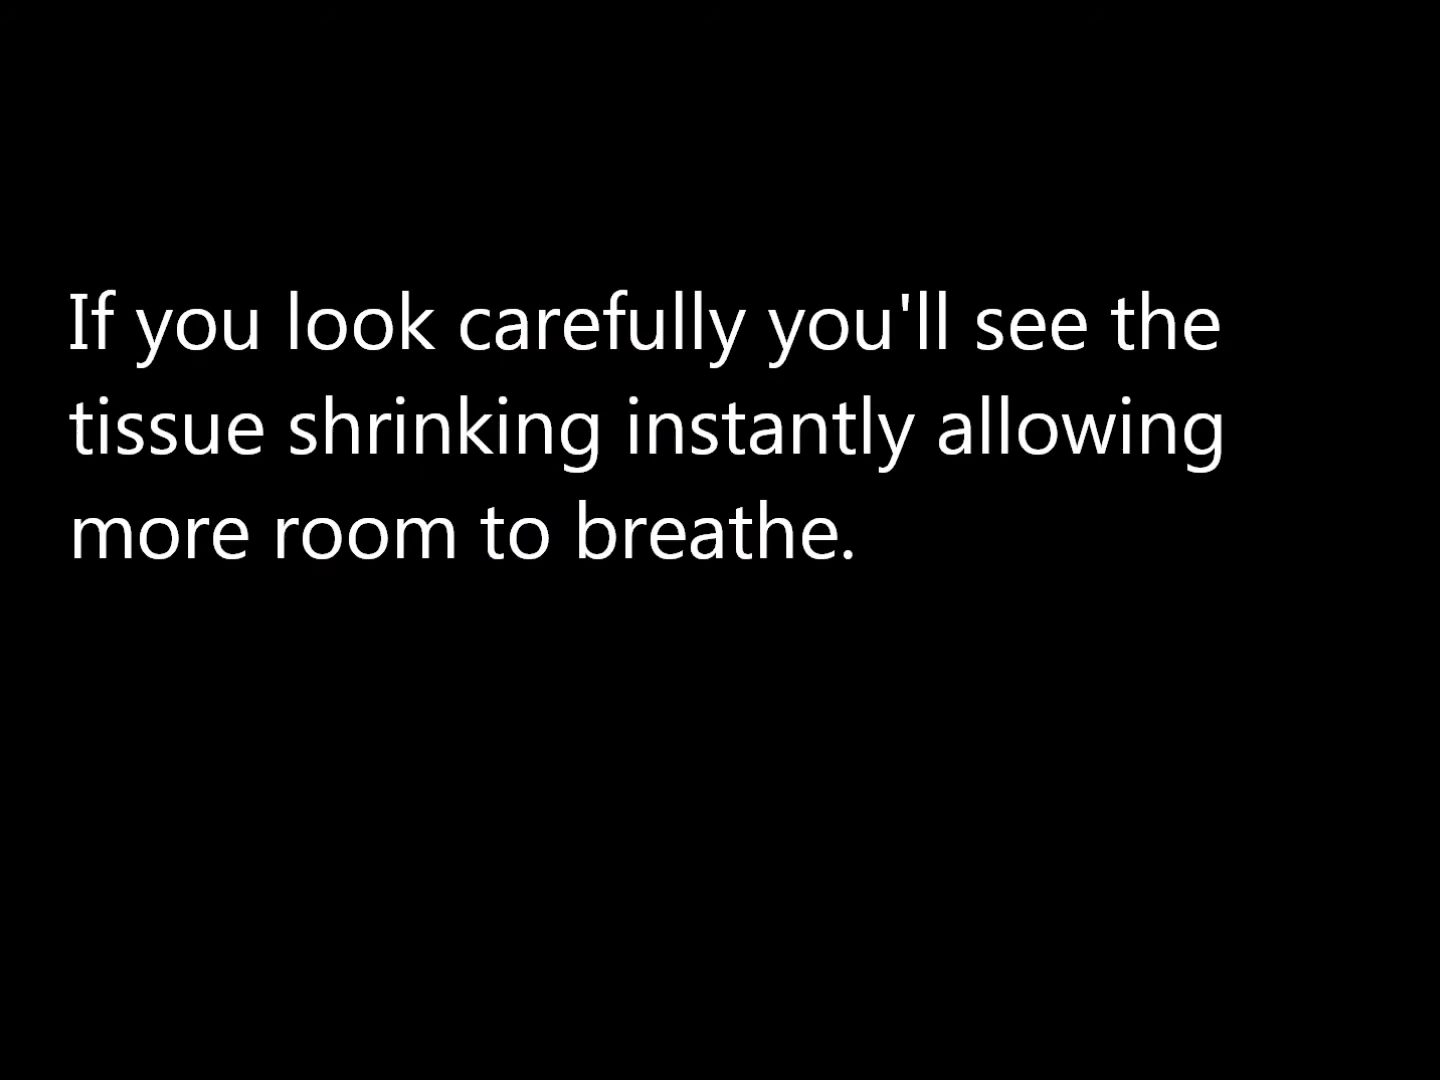 If you look carefully you'll see the
tissue shrinking instantly allowing
more room to breathe.